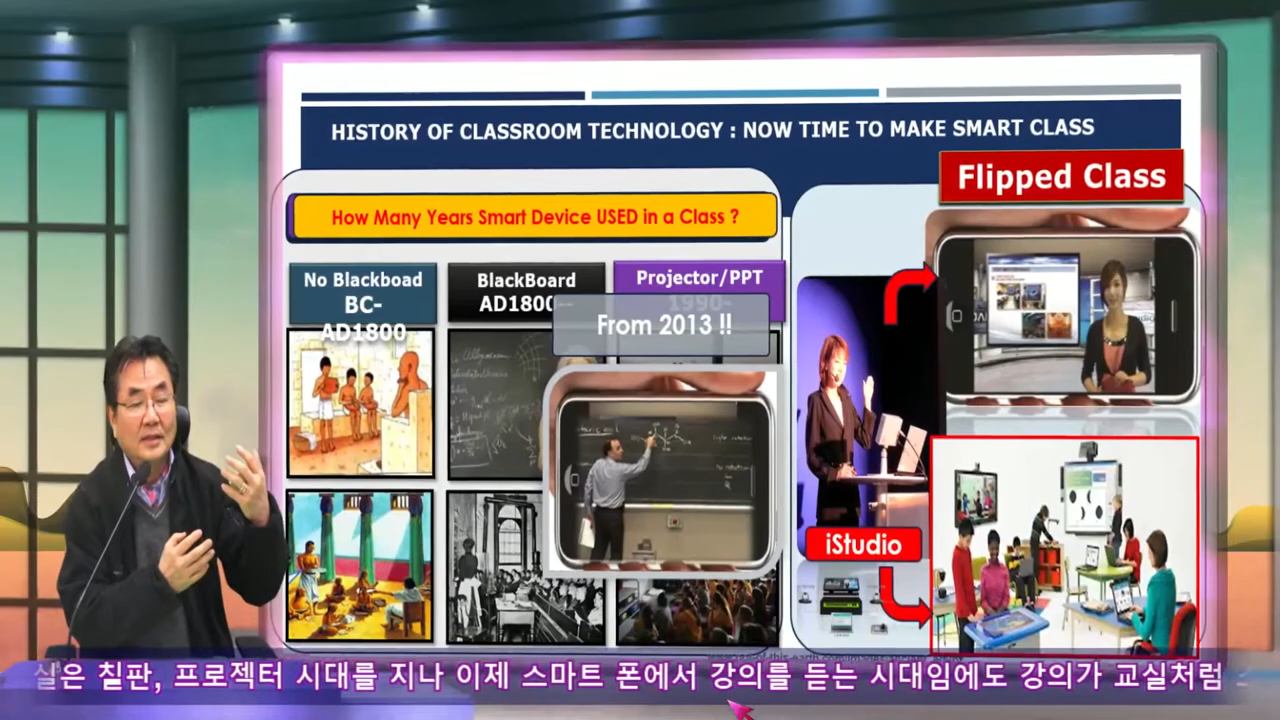 HISTORY OF CLASSROOM TECHNOLOGY : NOW TIME TO MAKE SMART CLASS
Flipped Class
How Many Years Smart Device USED in a Class ?
No Blackboad
BC-
AD1800
BlackBoard
AD1800-
Projector/PPT
1990-
From 2013 !!
iStudio
실은 칠판, 프로젝터 시대를 지나 이제 스마트 폰에서 강의를 듣는 시대임에도 강의가 교실처럼